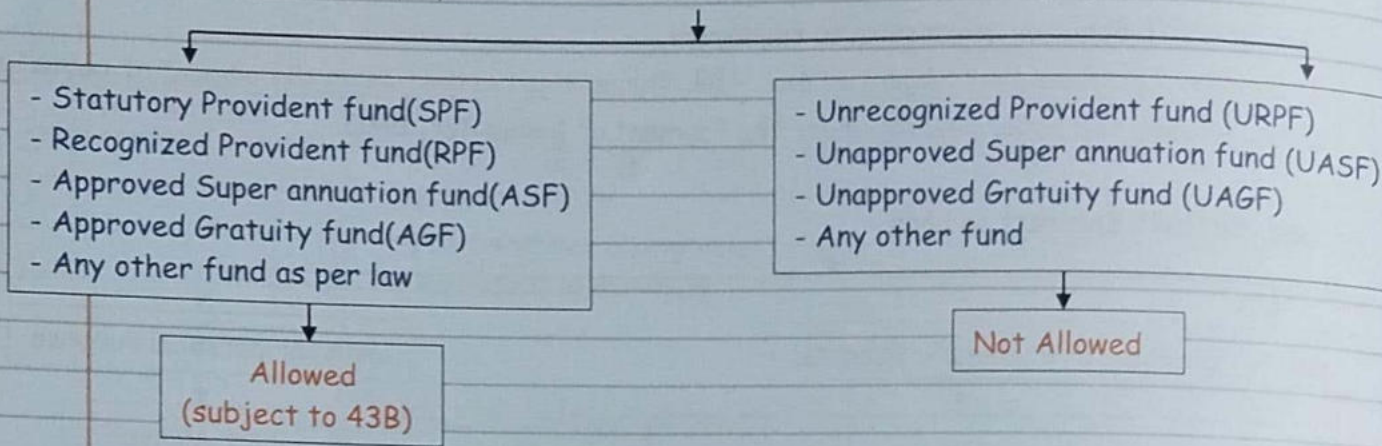 - Statutory Provident fund(SPF)
- Recognized Provident fund(RPF)
- Approved Super annuation fund(ASF)
- Approved Gratuity fund(AGF)
- Any other fund as per law
Allowed
(subject to 43B)
- Unrecognized Provident fund (URPF)
- Unapproved Super annuation fund (UASF)
- Unapproved Gratuity fund (UAGF)
- Any other fund
Not Allowed